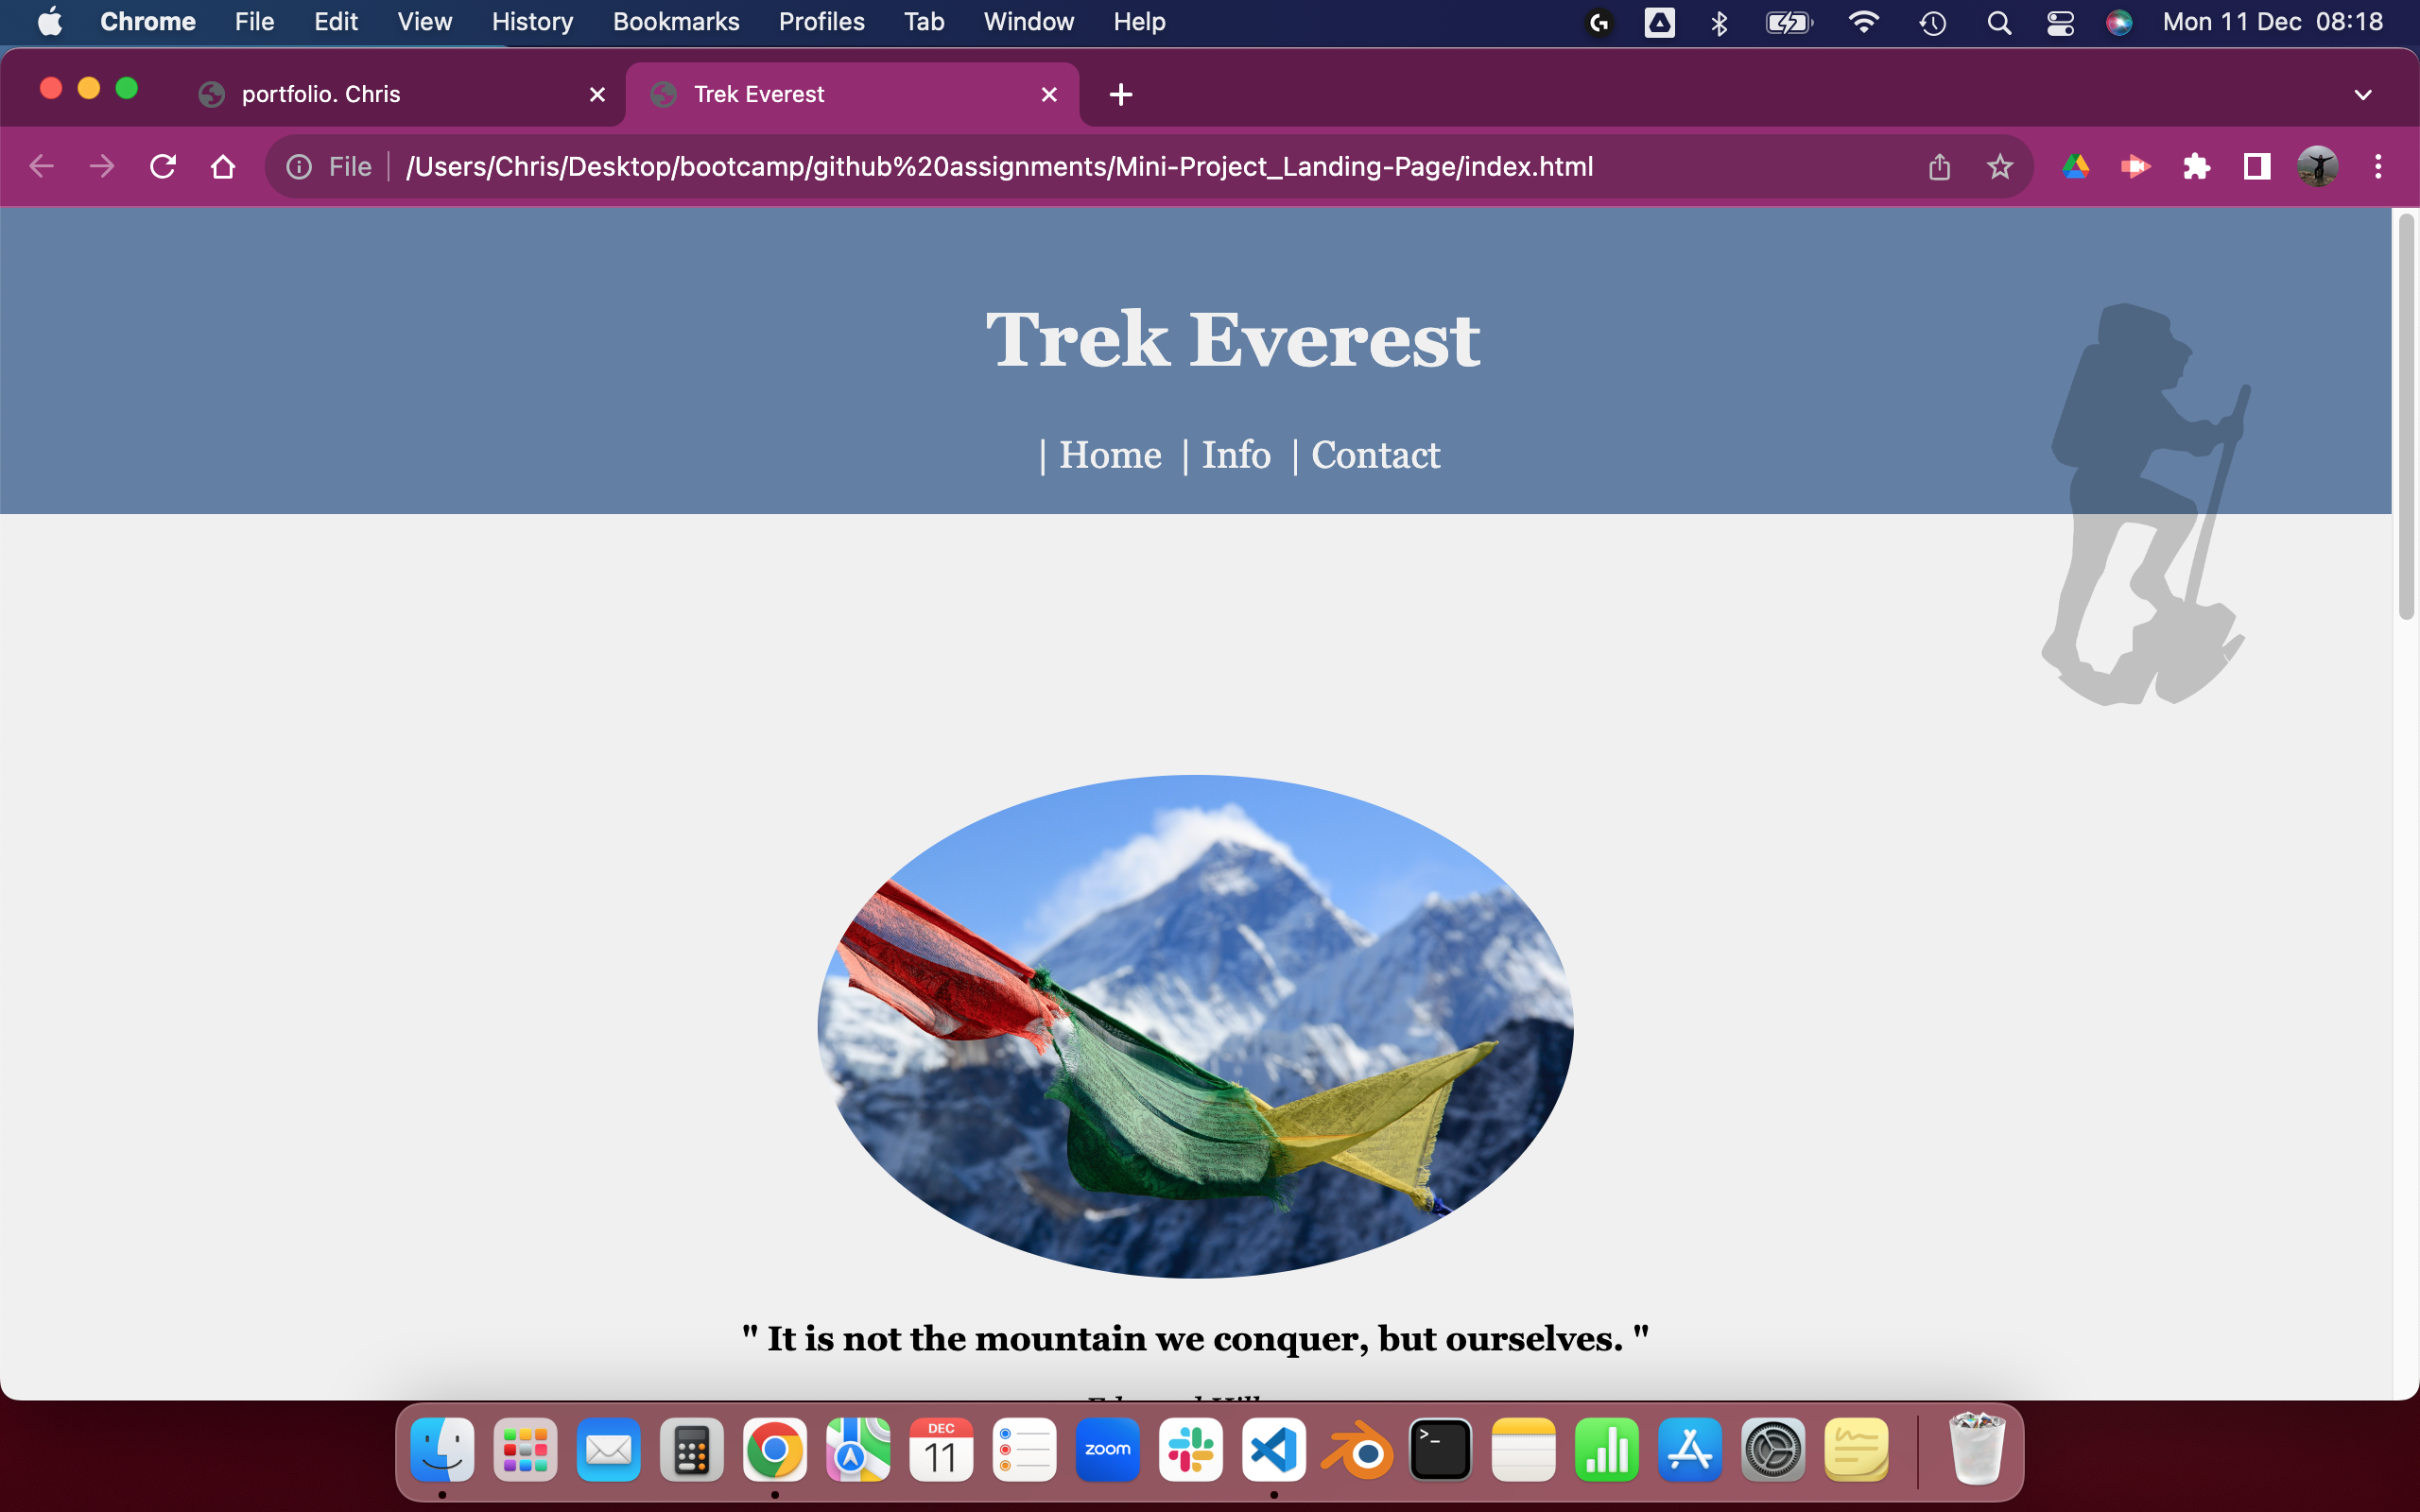 Chrome File Edit View History Bookmarks Profiles Tab Window Help Mon 11 Dec 08:18
portfolio. Chris
Trek Everest
File /Users/Chris/Desktop/bootcamp/github%20assignments/Mini-Project_Landing-Page/index.html
Trek Everest
| Home | Info | Contact
" It is not the mountain we conquer, but ourselves. "
DEC
11
zoom
>_